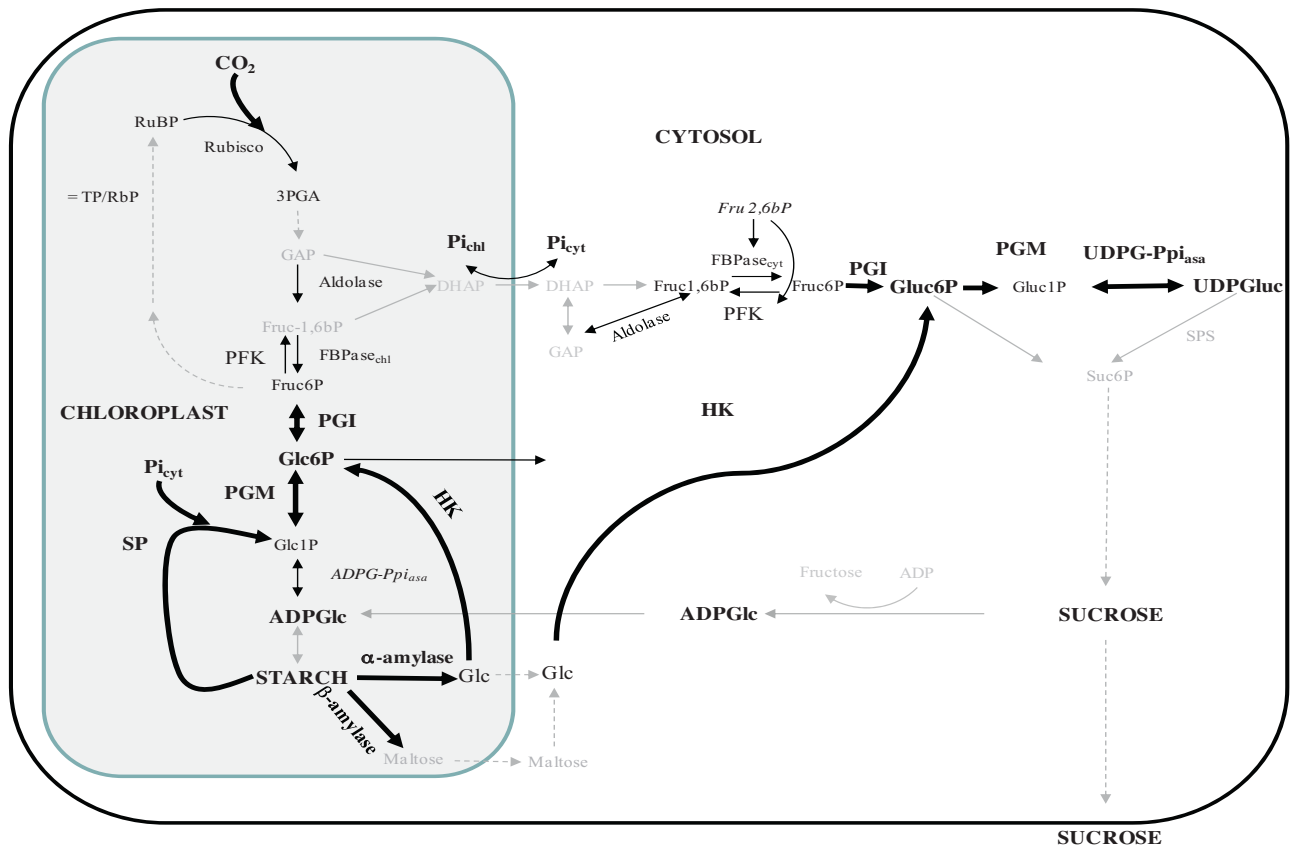 CO2
RuBP
Rubisco
CYTOSOL
= TP/RbP
3PGA
Fru 2,6bP
GAP
Pichl
Picyt
FBPasecyt
PGI
PGM
UDPG-Ppiasa
Aldolase
DHAP
DHAP
Fruc1,6bP
Fruc6P
Gluc6P
Gluc1P
UDPGluc
PFK
Aldolase
Fruc-1,6bP
GAP
SPS
PFK
FBPasechl
Suc6P
Fruc6P
CHLOROPLAST
PGI
HK
Glc6P
Picyt
PGM
HK
SP
Glc1P
ADPG-Ppiasa
Fructose
ADP
ADPGlc
ADPGlc
SUCROSE
α-amylase
STARCH
Glc
Glc
β-amylase
Maltose
Maltose
SUCROSE